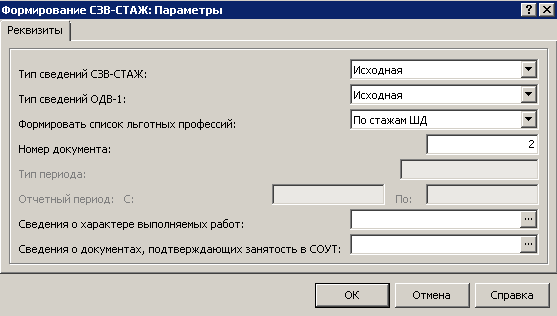 Формирование СЗВ-СТАЖ: Параметры
Реквизиты
Тип сведений СЗВ-СТАЖ: Исходная
Тип сведений ОДВ-1: Исходная
Формировать список льготных профессий: По стажам ШД
Номер документа: 2
Тип периода:
Отчетный период: С: По:
Сведения о характере выполняемых работ: ...
Сведения о документах, подтверждающих занятость в СОУТ: ...
ОК Отмена Справка